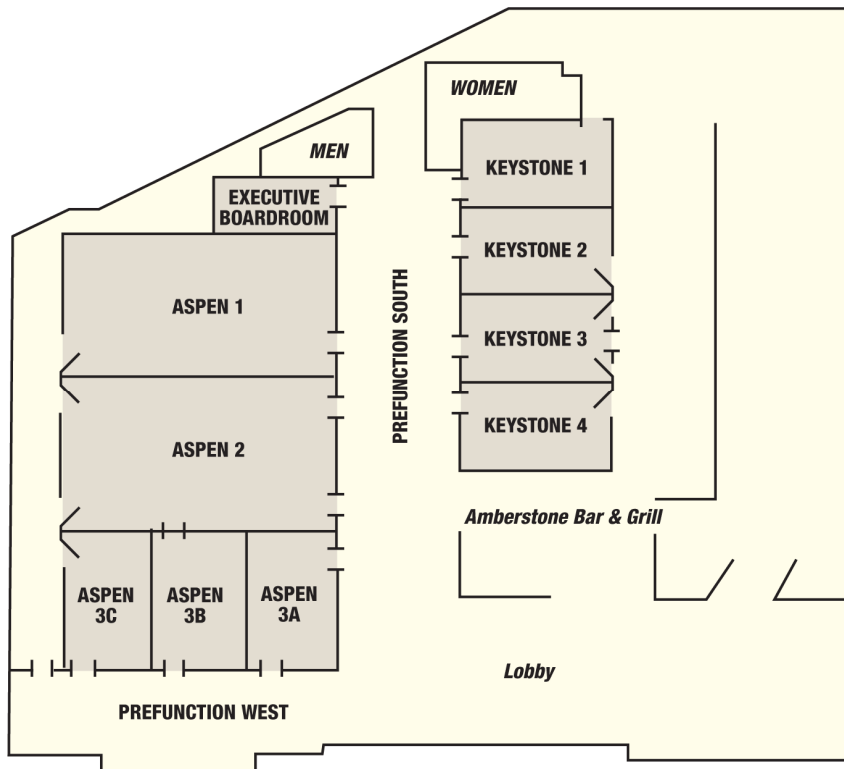 WOMEN
MEN
KEYSTONE 1
EXECUTIVE
BOARDROOM
KEYSTONE 2
ASPEN 1
PREFUNCTION SOUTH
KEYSTONE 3
KEYSTONE 4
ASPEN 2
Amberstone Bar & Grill
ASPEN
3C
ASPEN
3B
ASPEN
3A
Lobby
PREFUNCTION WEST